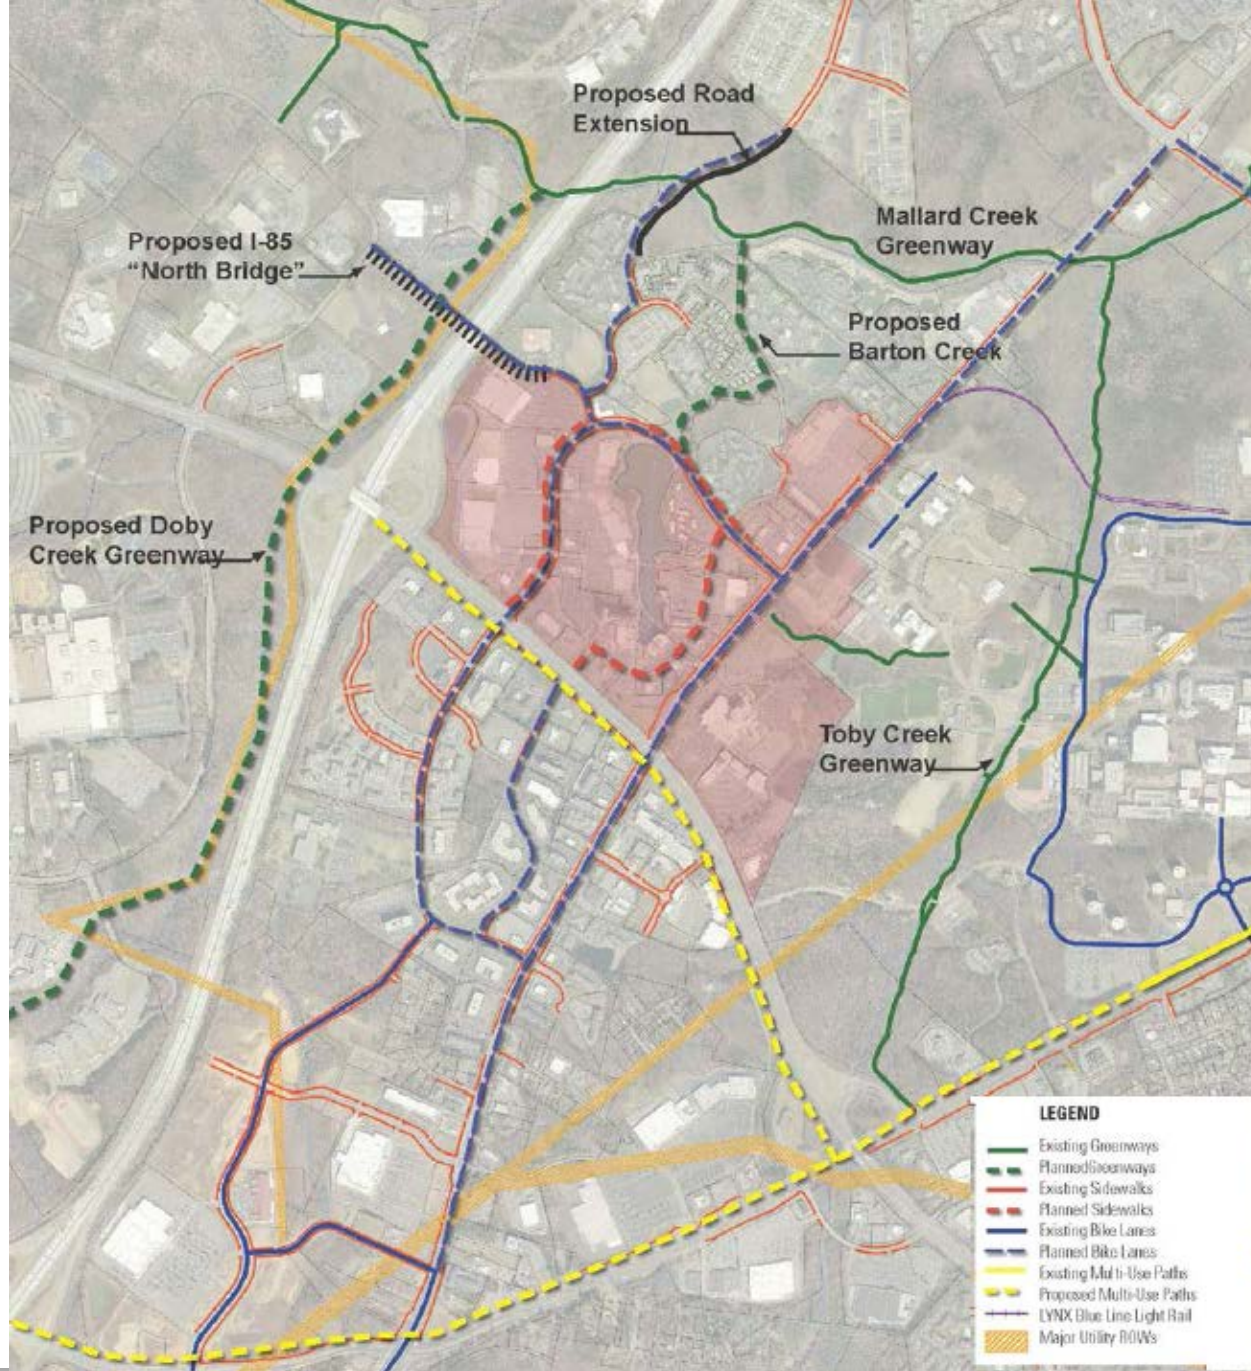 Proposed Road
Extension
Mallard Creek
Greenway
Proposed I-85
“North Bridge”
Proposed
Barton Creek
Proposed Doby
Creek Greenway
Toby Creek
Greenway
LEGEND
Existing Greenways
PlannedGreenways
Existing Sidewalks
Planned Sidewalks
Existing Bike Lanes
Planned Bike Lanes
Existing Multi-Use Paths
Proposed Multi-Use Paths
LYNX Blue Line Light Rail
Major Utility ROWs